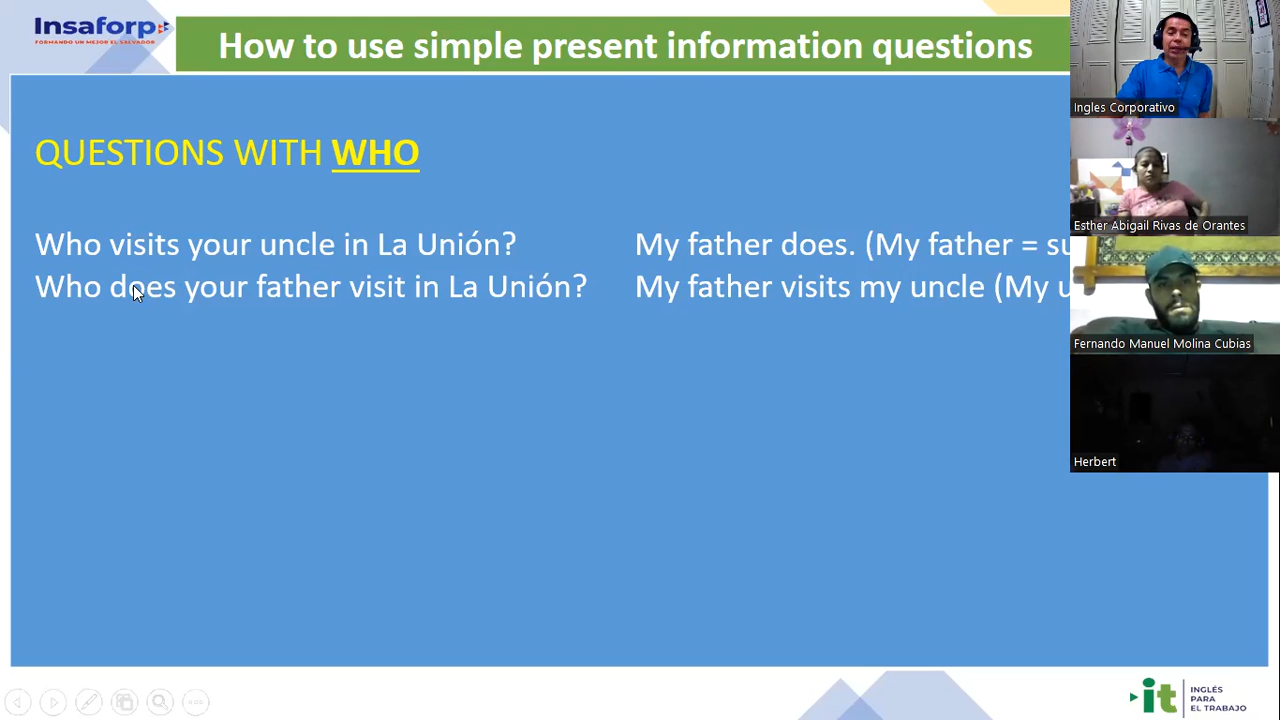 Insaforp
FORMANDO UN MEJOR EL SALVADOR
How to use simple present information questions
QUESTIONS WITH WHO
Who visits your uncle in La Unión? My father does. (My father =
Who does your father visit in La Unión? My father visits my uncle (My
Ingles Corporativo
Esther Abigail Rivas de Orantes
Fernando Manuel Molina Cubias
Herbert
it INGLÉS
PARA
EL TRABAJO